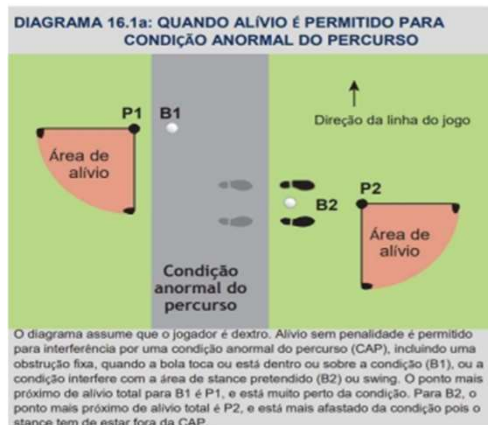 DIAGRAMA 16.1a: QUANDO ALÍVIO É PERMITIDO PARA
CONDIÇÃO ANORMAL DO PERCURSO
P1 B1
Direção da linha do jogo
Área de
alívio
B2 P2
Área de
alívio
Condição
anormal do
percurso
O diagrama assume que o jogador é dextro. Alívio sem penalidade é permitido
para interferência por uma condição anormal do percurso (CAP), incluindo uma
obstrução fixa, quando a bola toca ou está dentro ou sobre a condição (B1), ou a
condição interfere com a área de stance pretendido (B2) ou swing. O ponto mais
próximo de alívio total para B1 é P1, e está muito perto da condição. Para B2, o
ponto mais próximo de alívio total é P2, e está mais afastado da condição pois o
stance tem de estar fora da CAP.